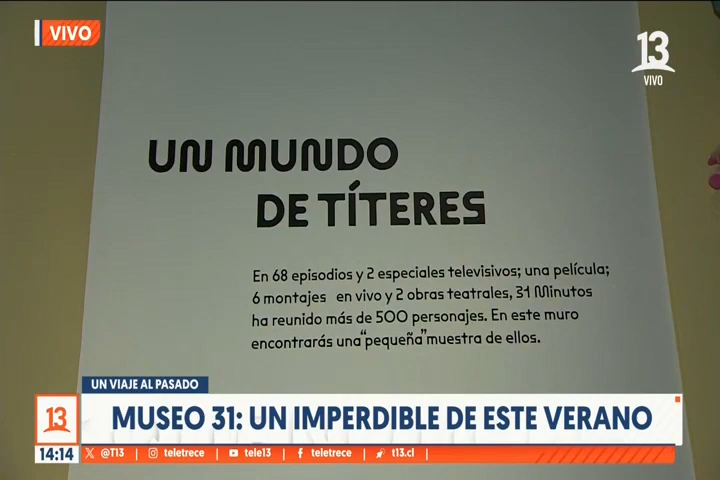 VIVO
13
VIVO
UN MUNDO
DE TÍTERES
En 68 episodios y 2 especiales televisivos; una película;
6 montajes en vivo y 2 obras teatrales, 31 Minutos
ha reunido más de 500 personajes. En este muro
encontrarás una "pequeña" muestra de ellos.
UN VIAJE AL PASADO
13
MUSEO 31: UN IMPERDIBLE DE ESTE VERANO
14:14
@T13
teletrece
tele13
teletrece
t13.cl